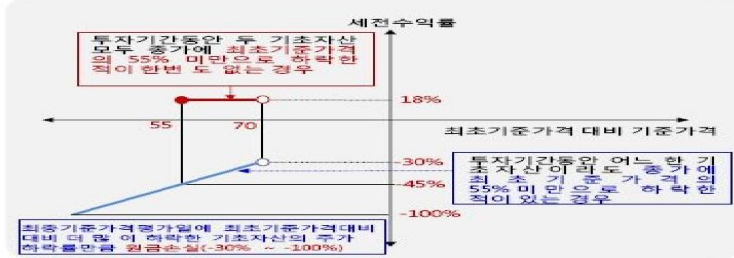 세전수익률
투자기간동안 두 기초자산
모두 종가에 최초기준가격
의 55% 미만으로 하락한
적이 한번 도 없는 경우
18%
55
70
최초기준가격 대비 기준가격
-30%
투자기간동안 어느 한 기
초자산이라도 종가에
최 초 기 준 가 격 의
55% 미 만 으 로 하 락 한
적이 있는 경우
-45%
-100%
최종기준가격평가일에 최초기준가격대비
대비 더 많 이 하락한 기초자산의 주가
하락률만큼 원금손실(-30% ~ -100%)